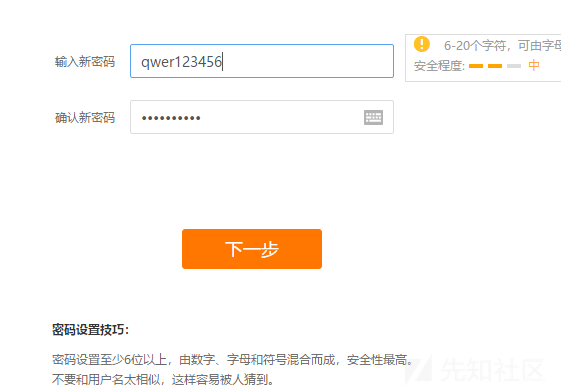 6-20个字符，可由字母
输入新密码 qwer123456
安全程度: 中
确认新密码 ••••••••••
下一步
密码设置技巧：
密码设置至少6位以上，由数字、字母和符号混合而成，安全性最高。
不要和用户名太相似，这样容易被人猜到。
先知社区